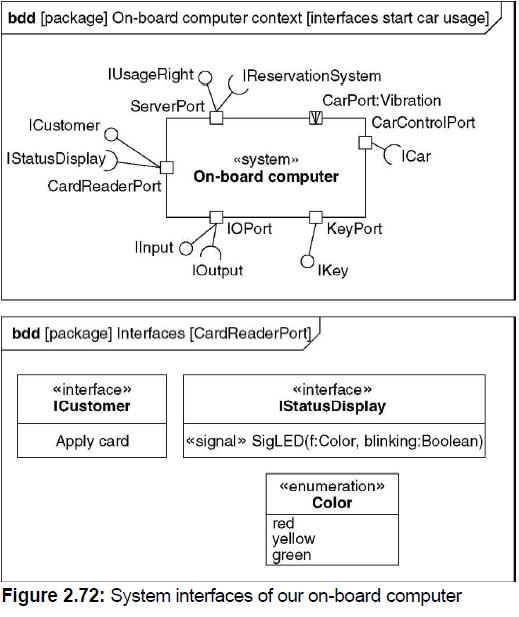 bdd [package] On-board computer context [interfaces start car usage]
IUsageRight
IReservationSystem
ServerPort
CarPort:Vibration
ICustomer
CarControlPort
IStatusDisplay
«system»
ICar
CardReaderPort
On-board computer
IOPort
KeyPort
IInput
IOutput
IKey
bdd [package] Interfaces [CardReaderPort]
«interface»
ICustomer
Apply card
«interface»
IStatusDisplay
«signal» SigLED(f:Color, blinking:Boolean)
«enumeration»
Color
red
yellow
green
Figure 2.72: System interfaces of our on-board computer